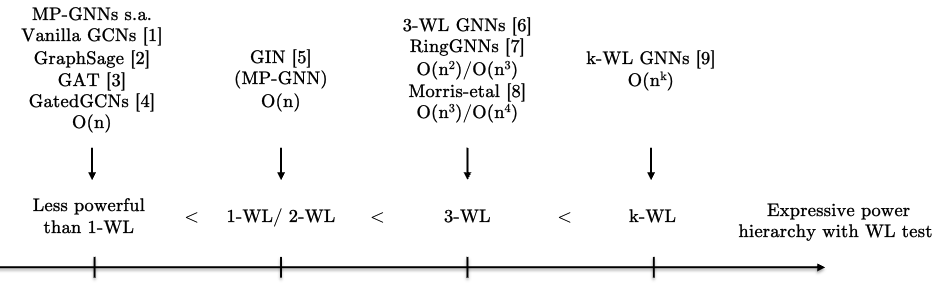 MP-GNNs s.a.
Vanilla GCNs [1]
GraphSage [2]
GAT [3]
GatedGCNs [4]
O(n)
GIN [5]
(MP-GNN)
O(n)
3-WL GNNs [6]
RingGNNs [7]
O(n²)/O(n³)
Morris-etal [8]
O(n³)/O(n⁴)
k-WL GNNs [9]
O(nᵏ)
Less powerful
than 1-WL
<
1-WL/ 2-WL
<
3-WL
<
k-WL
Expressive power
hierarchy with WL test